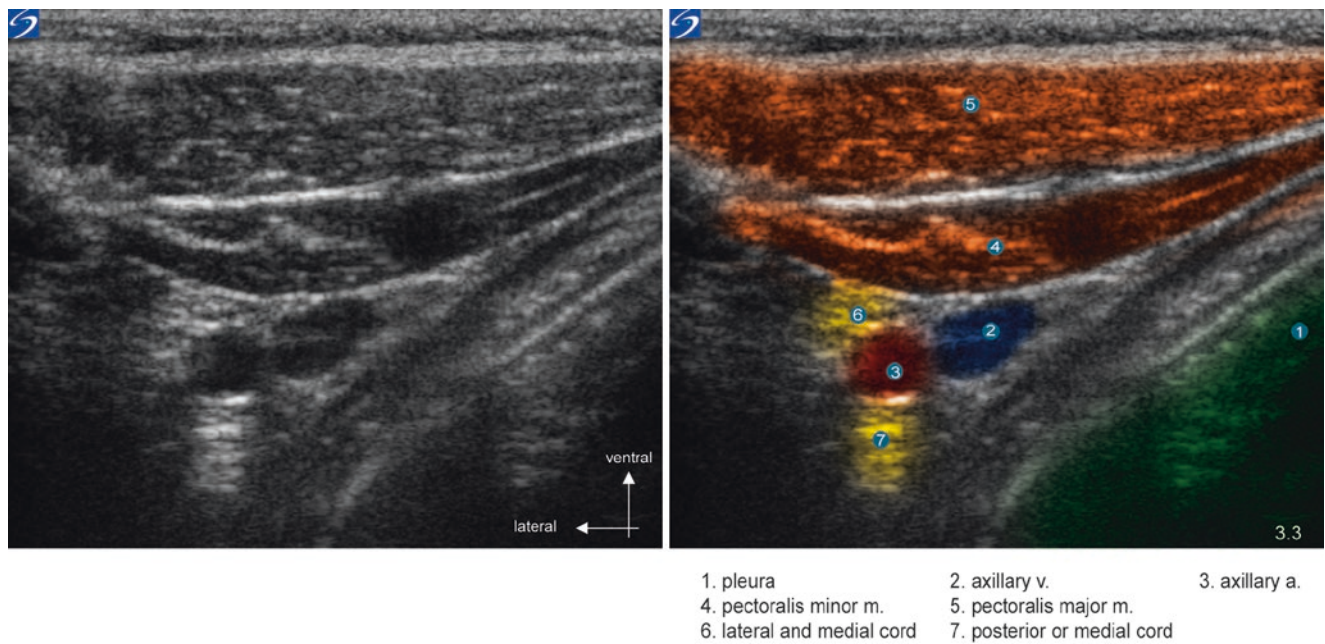 ventral
lateral
5
4
6
2
1
3
7
3.3
1. pleura 2. axillary v. 3. axillary a.
4. pectoralis minor m. 5. pectoralis major m.
6. lateral and medial cord 7. posterior or medial cord